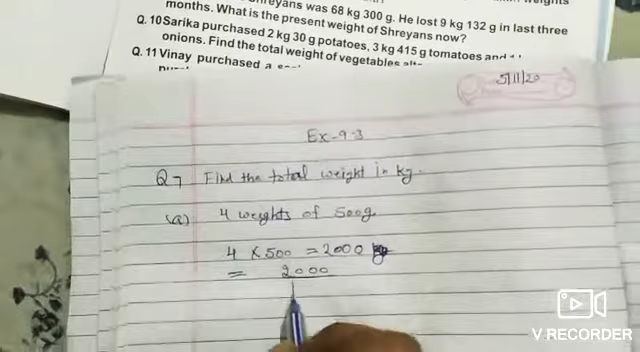 months. What is the present weight of Shreyans now?
was 68 kg 300 g. He lost 9 kg 132 g in last three
Q. 10 Sarika purchased 2 kg 30 g potatoes, 3 kg 415 g tomatoes and
onions. Find the total weight of vegetables
Q. 11 Vinay purchased a
5/11/20
Ex-9.3
Q7 Find the total weight in kg.
(a) 4 weights of 500g.
4 × 500 = 2000
= 2000
V RECORDER